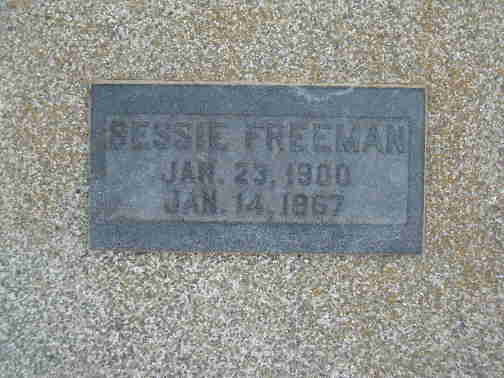 BESSIE FREEMAN
JAN. 23, 1900
JAN. 14, 1967